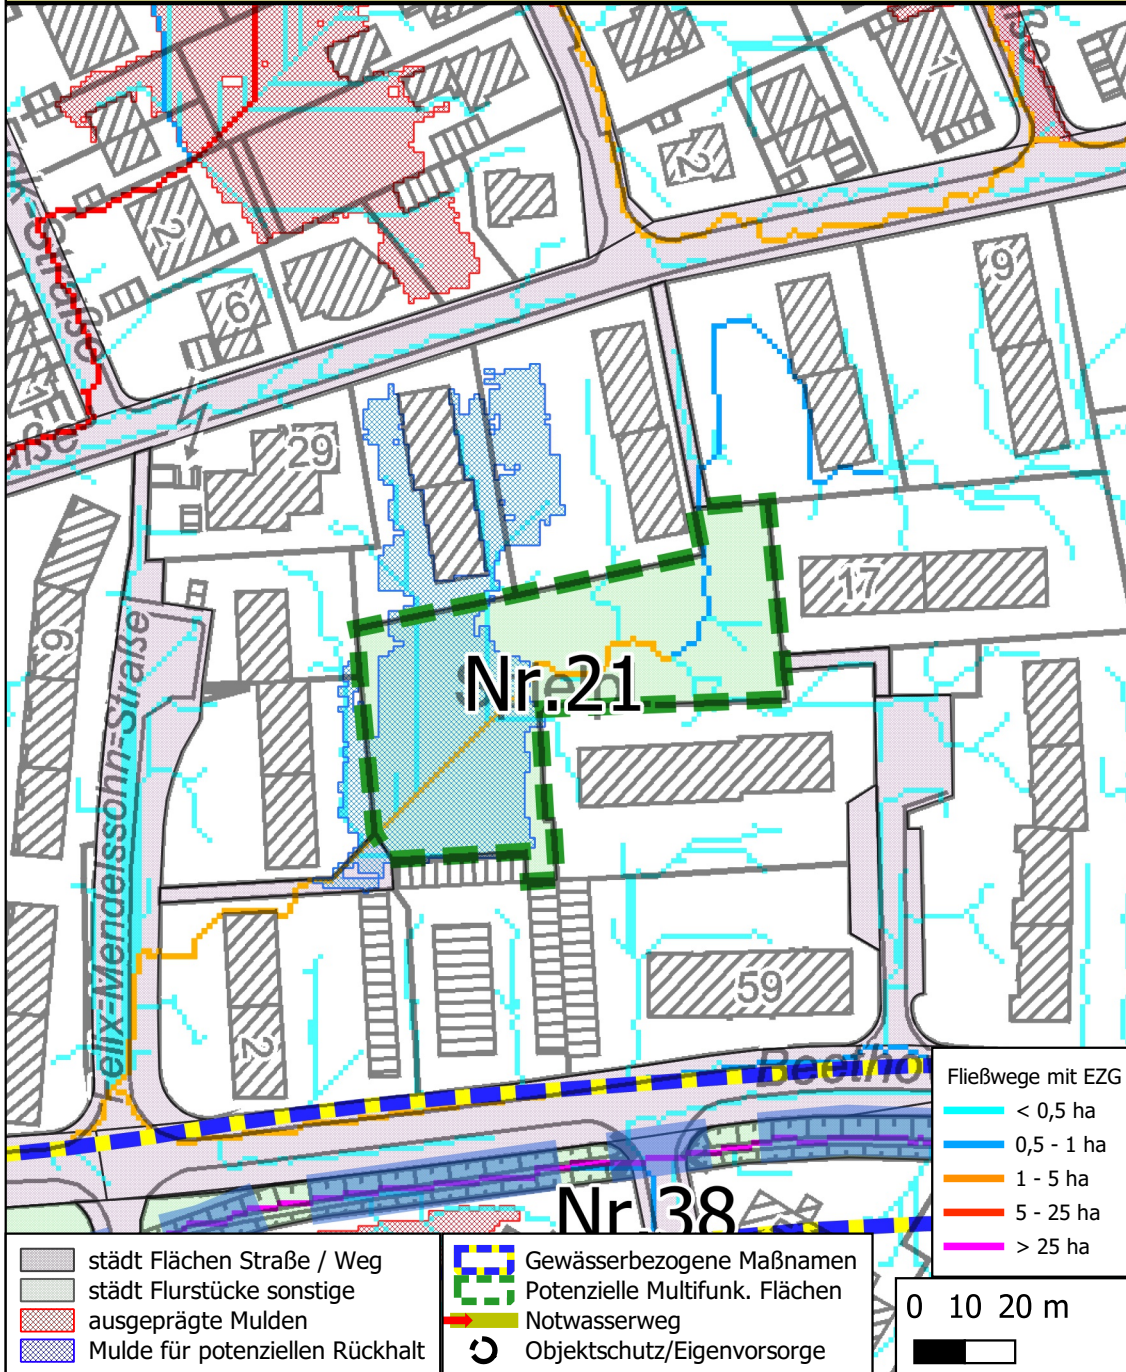 2
2
6
1
9
29
9
17
Nr.21
Felix-Mendelssohn-Straße
2
59
Beetho
Nr 38
Fließwege mit EZG
< 0,5 ha
0,5 - 1 ha
1 - 5 ha
5 - 25 ha
> 25 ha
städt Flächen Straße / Weg
städt Flurstücke sonstige
ausgeprägte Mulden
Mulde für potenziellen Rückhalt
Gewässerbezogene Maßnamen
Potenzielle Multifunk. Flächen
Notwasserweg
Objektschutz/Eigenvorsorge
0 10 20 m